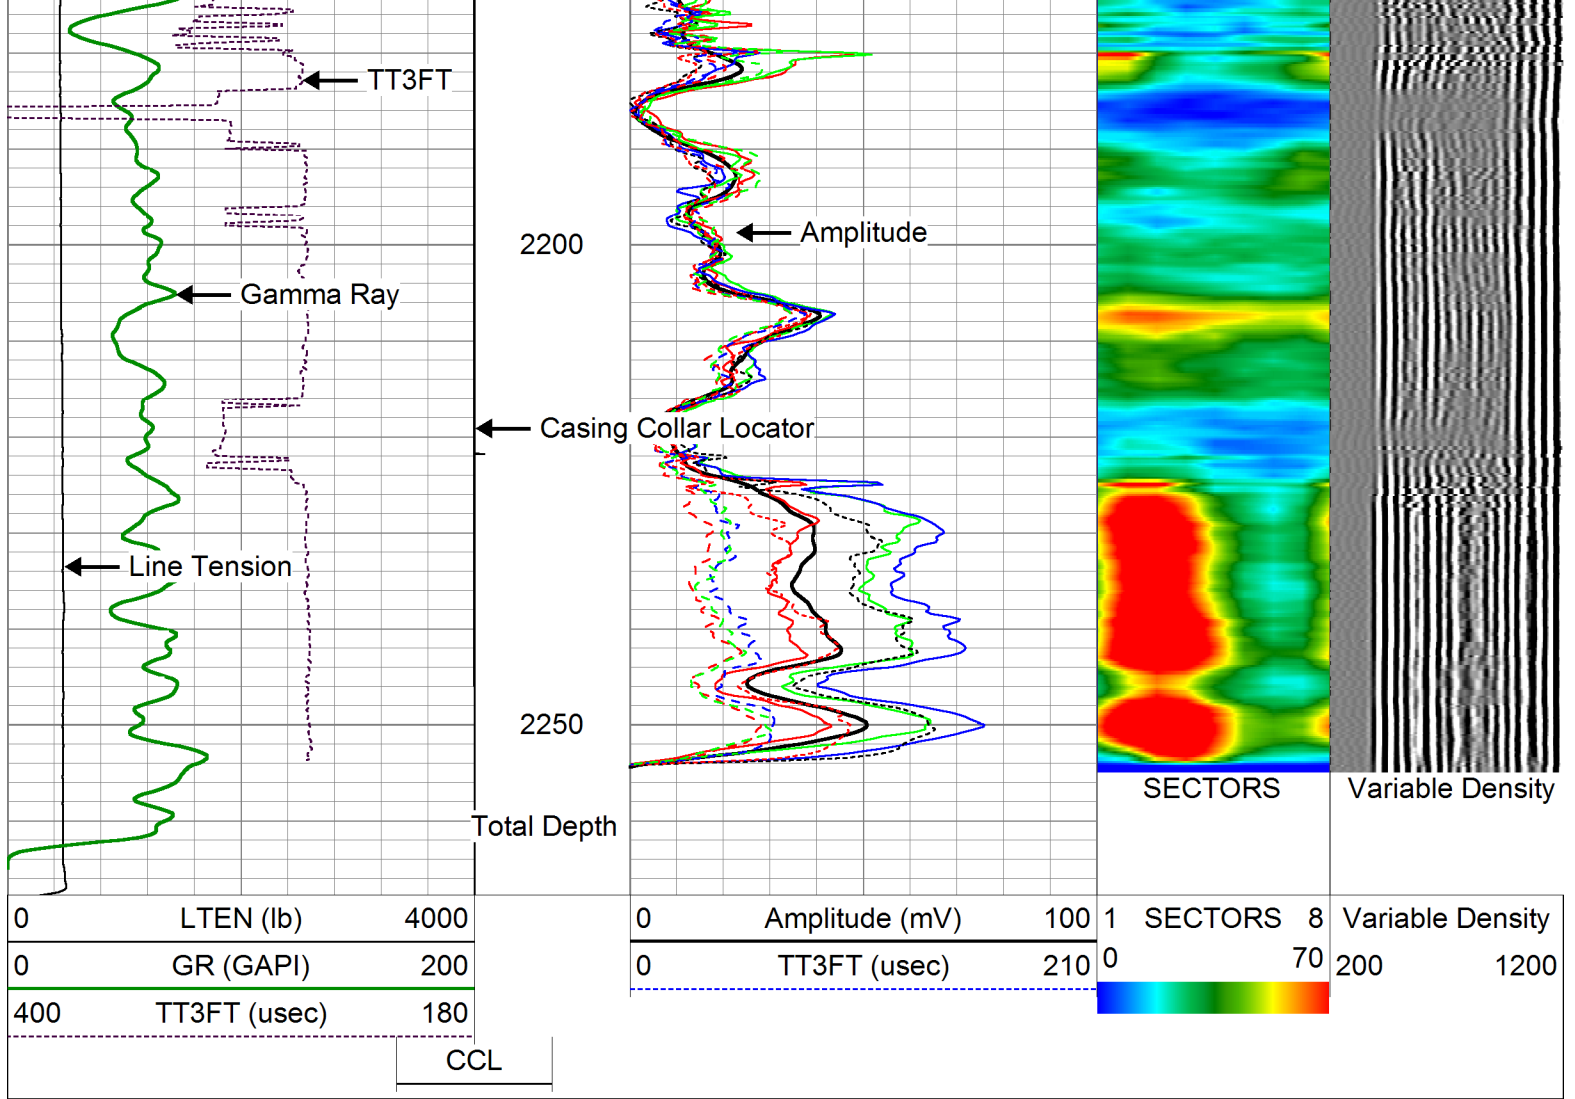 TT3FT
Amplitude
2200
Gamma Ray
Casing Collar Locator
Line Tension
2250
SECTORS Variable Density
Total Depth
0 LTEN (lb) 4000 0 Amplitude (mV) 100 1 SECTORS 8 Variable Density
0 GR (GAPI) 200 0 TT3FT (usec) 210 0 70 200 1200
400 TT3FT (usec) 180
CCL